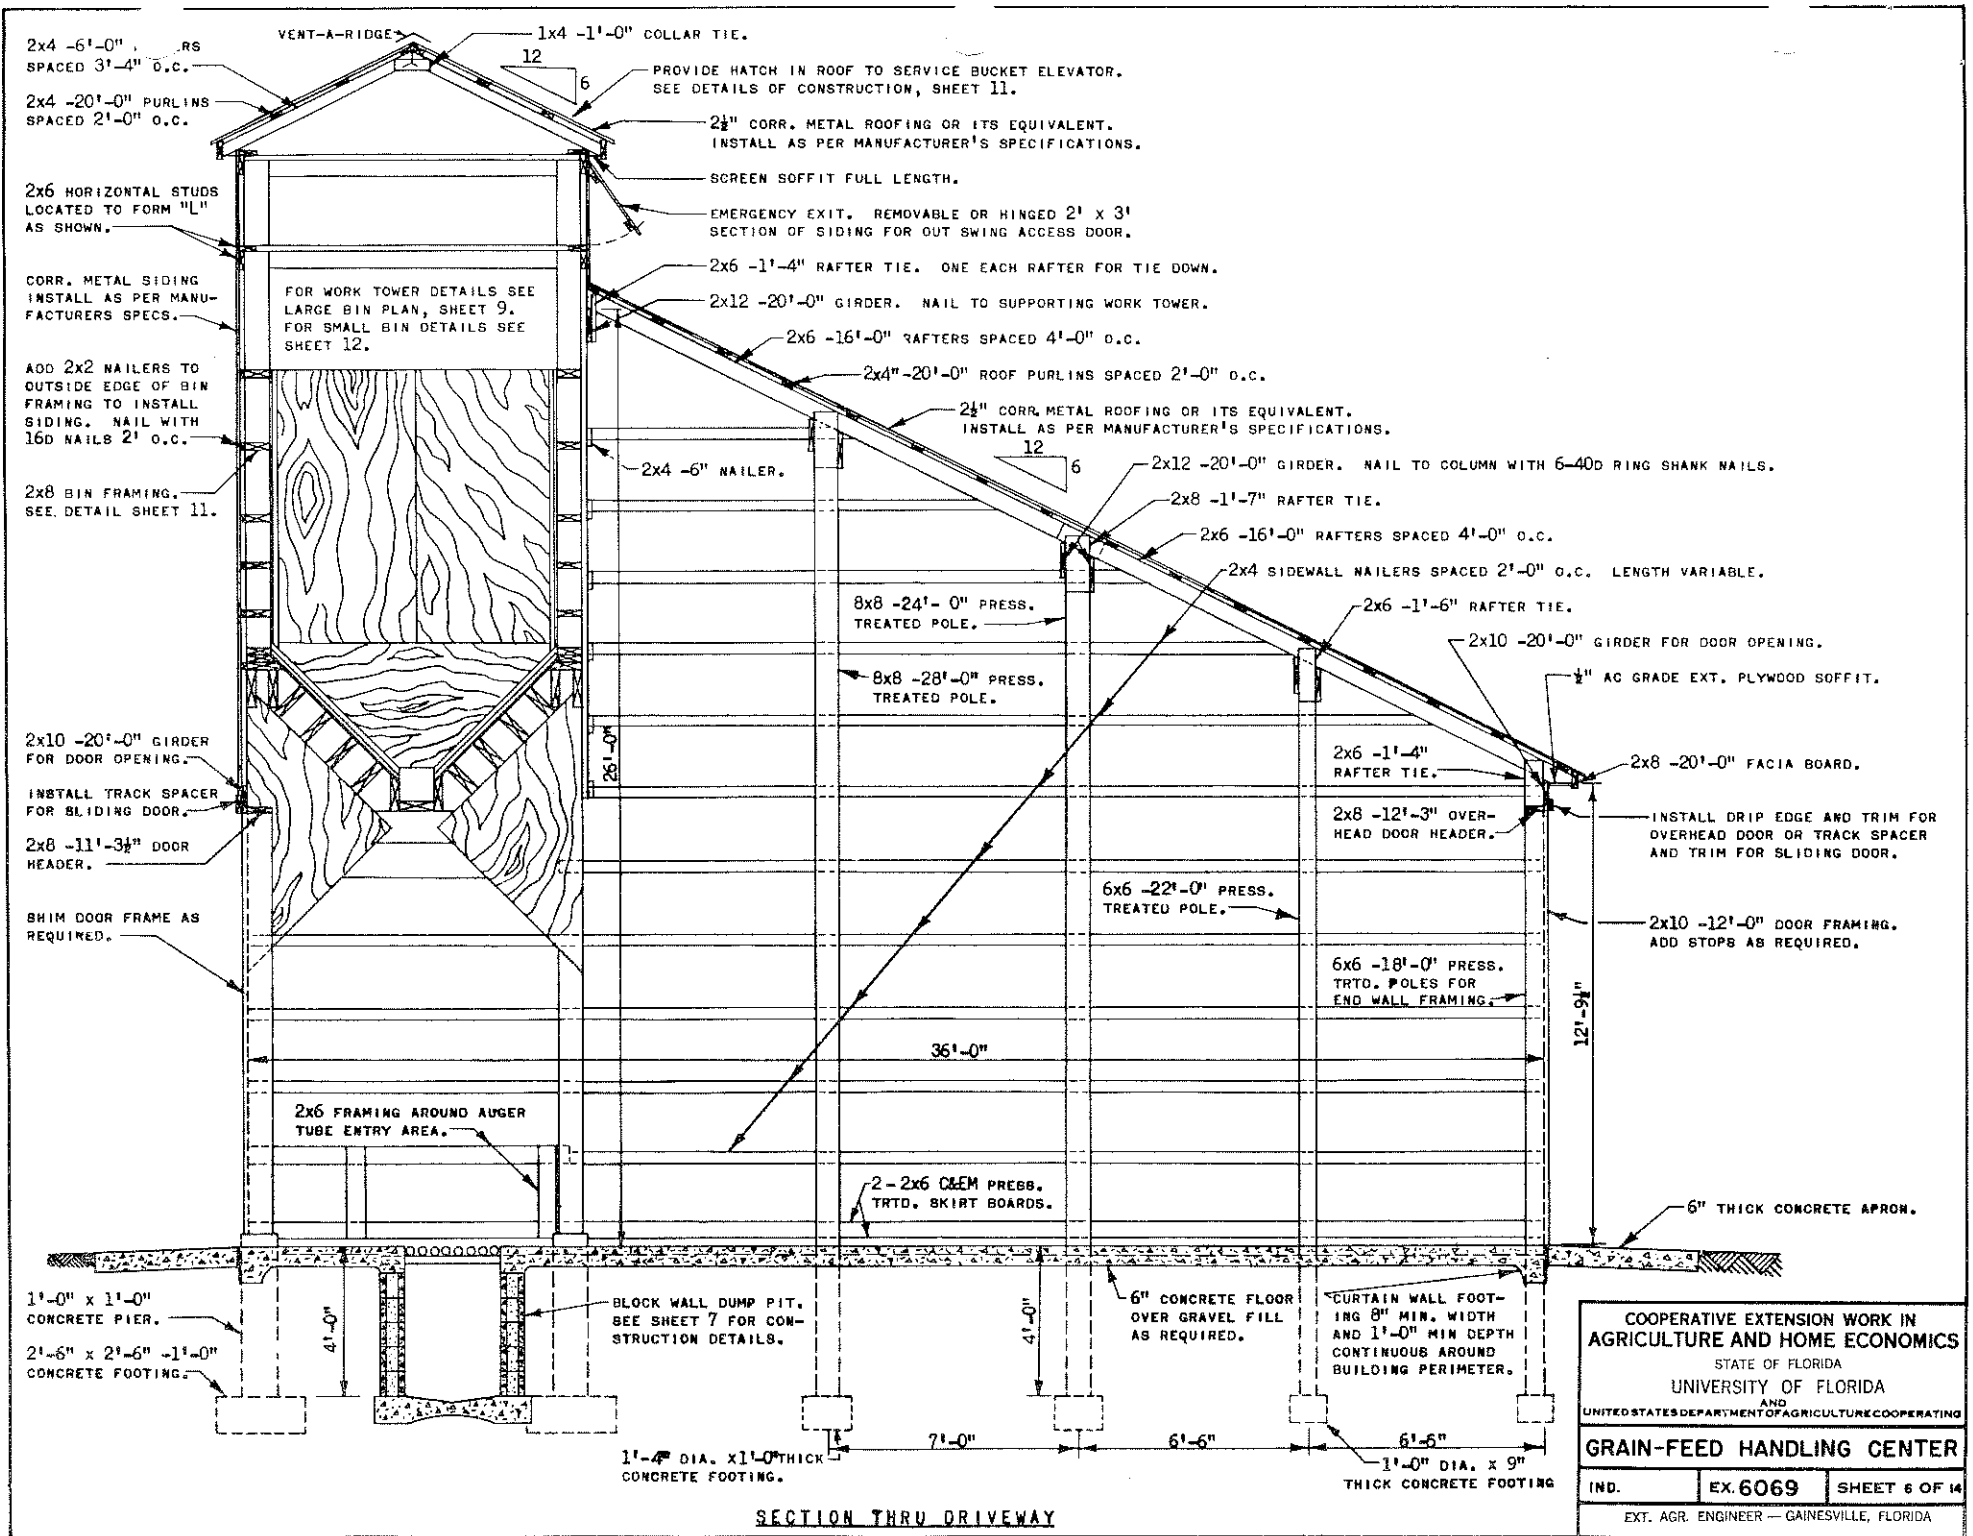 2x4 -6'-0"
SPACED 3'-4" O.C.
2x4 -20'-0" PURLINS
SPACED 2'-0" O.C.
2x6 HORIZONTAL STUDS
LOCATED TO FORM "L"
AS SHOWN.
CORR. METAL SIDING
INSTALL AS PER MANU-
FACTURERS SPECS.
ADD 2x2 NAILERS TO
OUTSIDE EDGE OF BIN
FRAMING TO INSTALL
SIDING. NAIL WITH
16D NAILS 2' O.C.
2x8 BIN FRAMING.
SEE DETAIL SHEET 11.
2x10 -20'-0" GIRDER
FOR DOOR OPENING.
INSTALL TRACK SPACER
FOR SLIDING DOOR.
2x8 -11'-3½" DOOR
HEADER.
SHIM DOOR FRAME AS
REQUIRED.
1'-0" x 1'-0"
CONCRETE PIER.
2'-6" x 2'-6" -1'-0"
CONCRETE FOOTING.
VENT-A-RIDGE
1x4 -1'-0" COLLAR TIE.
12
6
PROVIDE HATCH IN ROOF TO SERVICE BUCKET ELEVATOR.
SEE DETAILS OF CONSTRUCTION, SHEET 11.
2½" CORR. METAL ROOFING OR ITS EQUIVALENT.
INSTALL AS PER MANUFACTURER'S SPECIFICATIONS.
SCREEN SOFFIT FULL LENGTH.
EMERGENCY EXIT. REMOVABLE OR HINGED 2' x 3'
SECTION OF SIDING FOR OUT SWING ACCESS DOOR.
2x6 -1'-4" RAFTER TIE. ONE EACH RAFTER FOR TIE DOWN.
2x12 -20'-0" GIRDER. NAIL TO SUPPORTING WORK TOWER.
2x6 -16'-0" RAFTERS SPACED 4'-0" O.C.
2x4"-20'-0" ROOF PURLINS SPACED 2'-0" O.C.
2½" CORR. METAL ROOFING OR ITS EQUIVALENT.
INSTALL AS PER MANUFACTURER'S SPECIFICATIONS.
12
6
2x12 -20'-0" GIRDER. NAIL TO COLUMN WITH 6-40D RING SHANK NAILS.
2x8 -1'-7" RAFTER TIE.
2x6 -16'-0" RAFTERS SPACED 4'-0" O.C.
2x4 SIDEWALL NAILERS SPACED 2'-0" O.C. LENGTH VARIABLE.
2x6 -1'-6" RAFTER TIE.
2x10 -20'-0" GIRDER FOR DOOR OPENING.
½" AC GRADE EXT. PLYWOOD SOFFIT.
FOR WORK TOWER DETAILS SEE
LARGE BIN PLAN, SHEET 9.
FOR SMALL BIN DETAILS SEE
SHEET 12.
2x4 -6" NAILER.
8x8 -24'- 0" PRESS.
TREATED POLE.
8x8 -28'-0" PRESS.
TREATED POLE.
26'-0"
2x6 -1'-4"
RAFTER TIE.
2x8 -12'-3" OVER-
HEAD DOOR HEADER.
2x8 -20'-0" FACIA BOARD.
INSTALL DRIP EDGE AND TRIM FOR
OVERHEAD DOOR OR TRACK SPACER
AND TRIM FOR SLIDING DOOR.
6x6 -22'-0" PRESS.
TREATED POLE.
2x10 -12'-0" DOOR FRAMING.
ADD STOPS AS REQUIRED.
6x6 -18'-0" PRESS.
TRTD. POLES FOR
END WALL FRAMING.
12'-9½"
36'-0"
2x6 FRAMING AROUND AUGER
TUBE ENTRY AREA.
2 - 2x6 C&EM PRESS.
TRTD. SKIRT BOARDS.
6" THICK CONCRETE APRON.
4'-0"
BLOCK WALL DUMP PIT.
SEE SHEET 7 FOR CON-
STRUCTION DETAILS.
4'-0"
6" CONCRETE FLOOR
OVER GRAVEL FILL
AS REQUIRED.
CURTAIN WALL FOOT-
ING 8" MIN. WIDTH
AND 1'-0" MIN DEPTH
CONTINUOUS AROUND
BUILDING PERIMETER.
7'-0"
6'-6"
6'-6"
1'-4" DIA. x1'-0"THICK
CONCRETE FOOTING.
1'-0" DIA. x 9"
THICK CONCRETE FOOTING
SECTION THRU DRIVEWAY
COOPERATIVE EXTENSION WORK IN
AGRICULTURE AND HOME ECONOMICS
STATE OF FLORIDA
UNIVERSITY OF FLORIDA
AND
UNITED STATES DEPARTMENT OF AGRICULTURE COOPERATING
GRAIN-FEED HANDLING CENTER
IND.
EX. 6069
SHEET 6 OF 14
EXT. AGR. ENGINEER — GAINESVILLE, FLORIDA